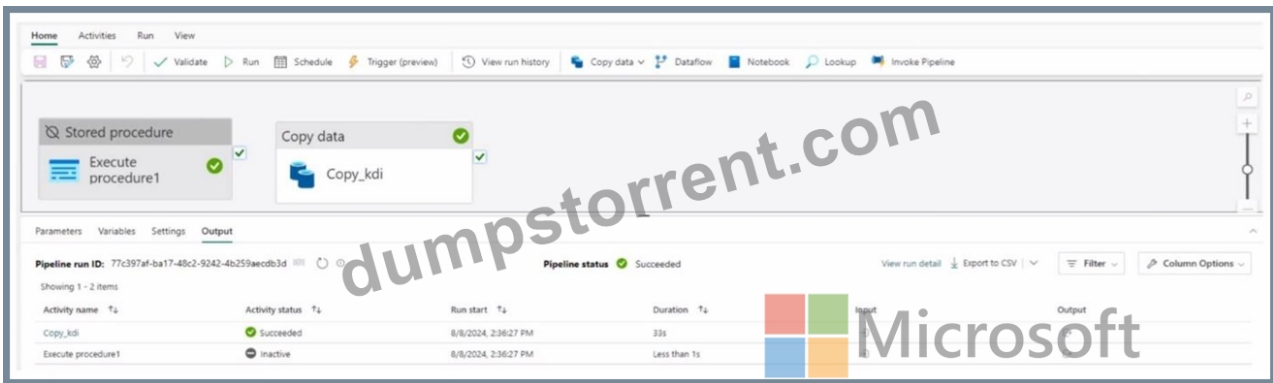 Home Activities Run View
Validate Run Schedule Trigger (preview) View run history Copy data Dataflow Notebook Lookup Invoke Pipeline
Stored procedure
Execute
procedure1
Copy data
Copy_kdi
dumpstorrent.com
Parameters Variables Settings Output
Pipeline run ID: 77c397af-ba17-48c2-9242-4b259aecdb3d Pipeline status Succeeded View run detail Export to CSV Filter Column Options
Showing 1 - 2 items
Activity name Activity status Run start Duration Input Output
Copy_kdi Succeeded 8/8/2024, 2:36:27 PM 33s
Execute procedure1 Inactive 8/8/2024, 2:36:27 PM Less than 1s
Microsoft